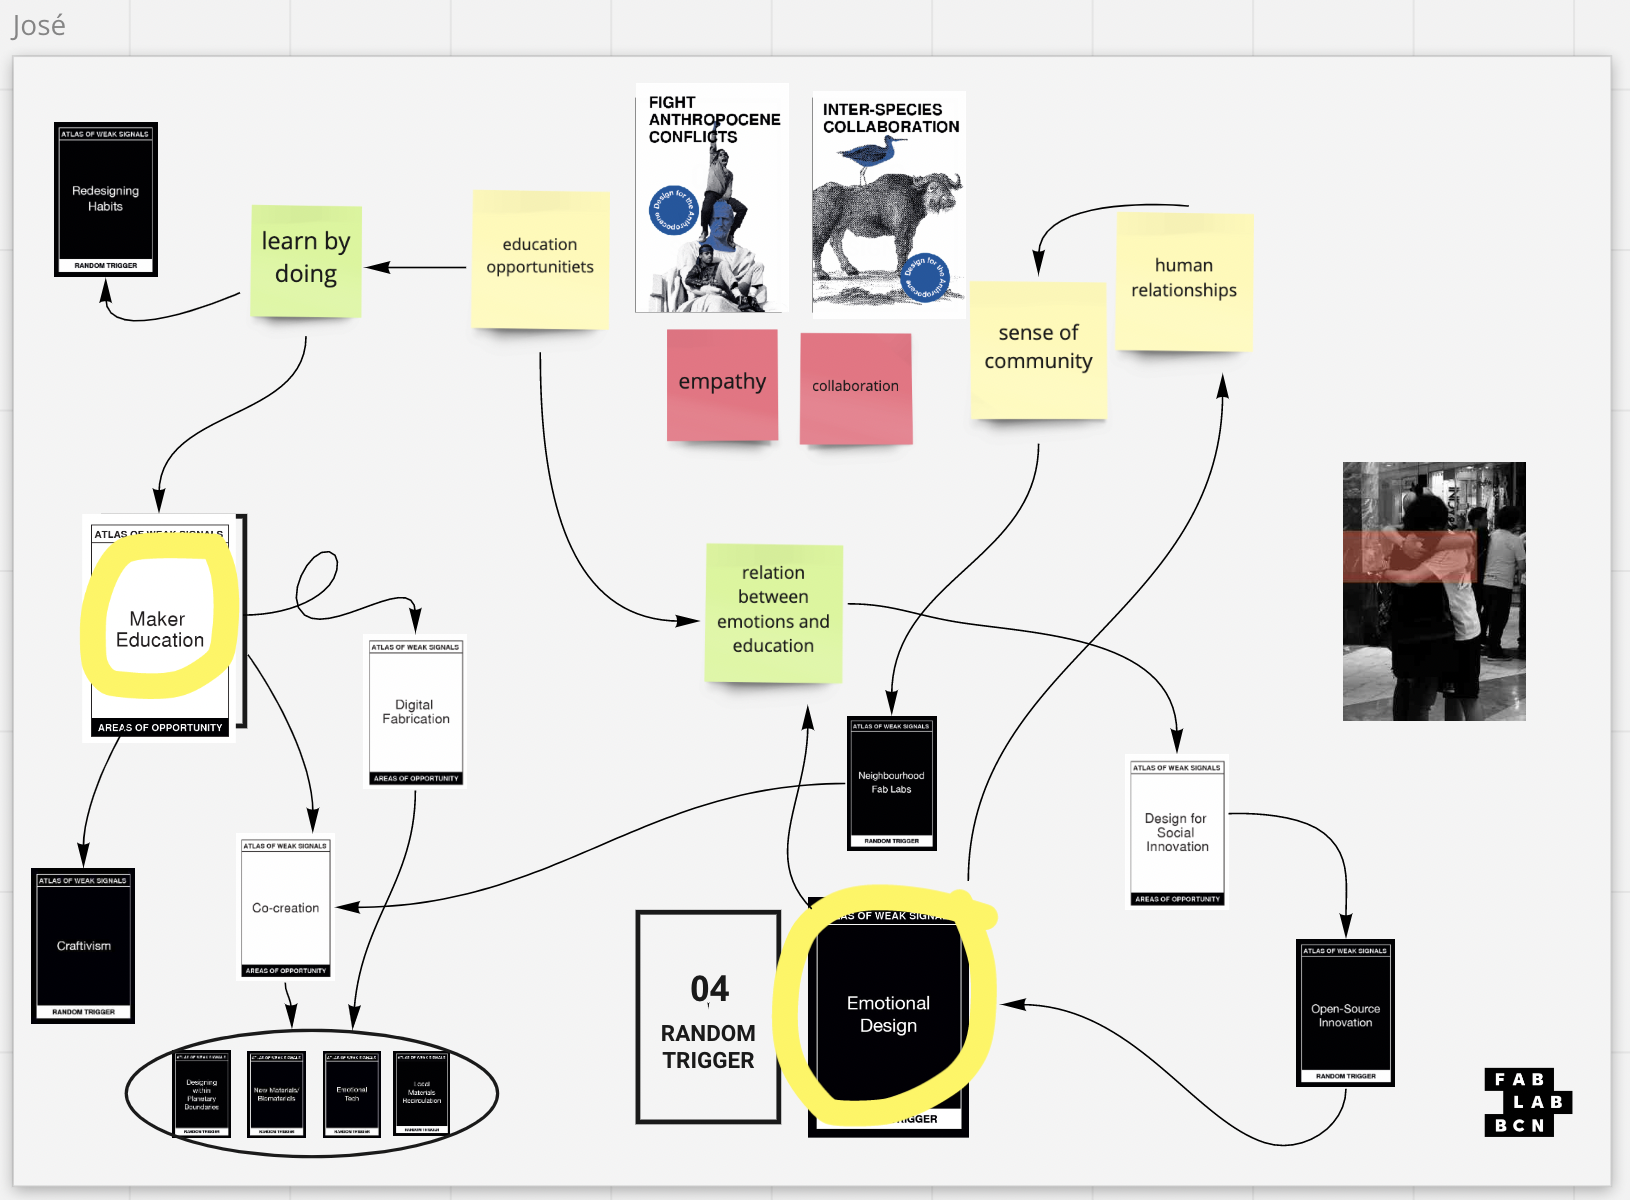 José
ATLAS OF WEAK SIGNALS
Redesigning
Habits
RANDOM TRIGGER
learn by
doing
education
opportunitiets
FIGHT
ANTHROPOCENE
CONFLICTS
Design for the Anthropocene
INTER-SPECIES
COLLABORATION
Design for the Anthropocene
human
relationships
sense of
community
empathy
collaboration
ATLAS OF WEAK SIGNALS
Maker
Education
AREAS OF OPPORTUNITY
ATLAS OF WEAK SIGNALS
Digital
Fabrication
AREAS OF OPPORTUNITY
relation
between
emotions and
education
ATLAS OF WEAK SIGNALS
Neighbourhood
Fab Labs
RANDOM TRIGGER
ATLAS OF WEAK SIGNALS
Design for
Social
Innovation
AREAS OF OPPORTUNITY
ATLAS OF WEAK SIGNALS
Craftivism
RANDOM TRIGGER
ATLAS OF WEAK SIGNALS
Co-creation
AREAS OF OPPORTUNITY
04
RANDOM
TRIGGER
ATLAS OF WEAK SIGNALS
Emotional
Design
IGGER
ATLAS OF WEAK SIGNALS
Open-Source
Innovation
RANDOM TRIGGER
ATLAS OF WEAK SIGNALS
Designing
within
Planetary
Boundaries
RANDOM TRIGGER
ATLAS OF WEAK SIGNALS
New Materials/
Biomaterials
RANDOM TRIGGER
ATLAS OF WEAK SIGNALS
Emotional
Tech
RANDOM TRIGGER
ATLAS OF WEAK SIGNALS
Local
Materials
Recirculation
RANDOM TRIGGER
FAB
LAB
BCN